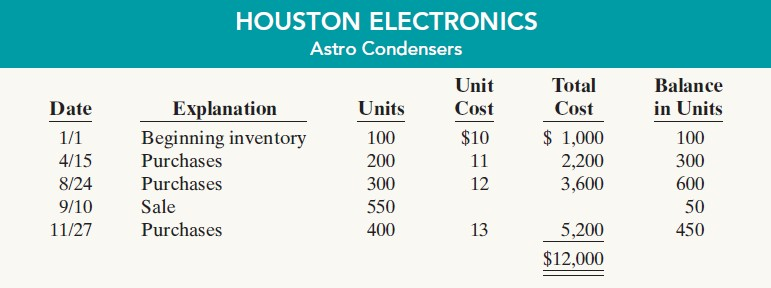 HOUSTON ELECTRONICS
Astro Condensers
Unit Total Balance
Date Explanation Units Cost Cost in Units
1/1 Beginning inventory 100 $10 $ 1,000 100
4/15 Purchases 200 11 2,200 300
8/24 Purchases 300 12 3,600 600
9/10 Sale 550 50
11/27 Purchases 400 13 5,200 450
$12,000